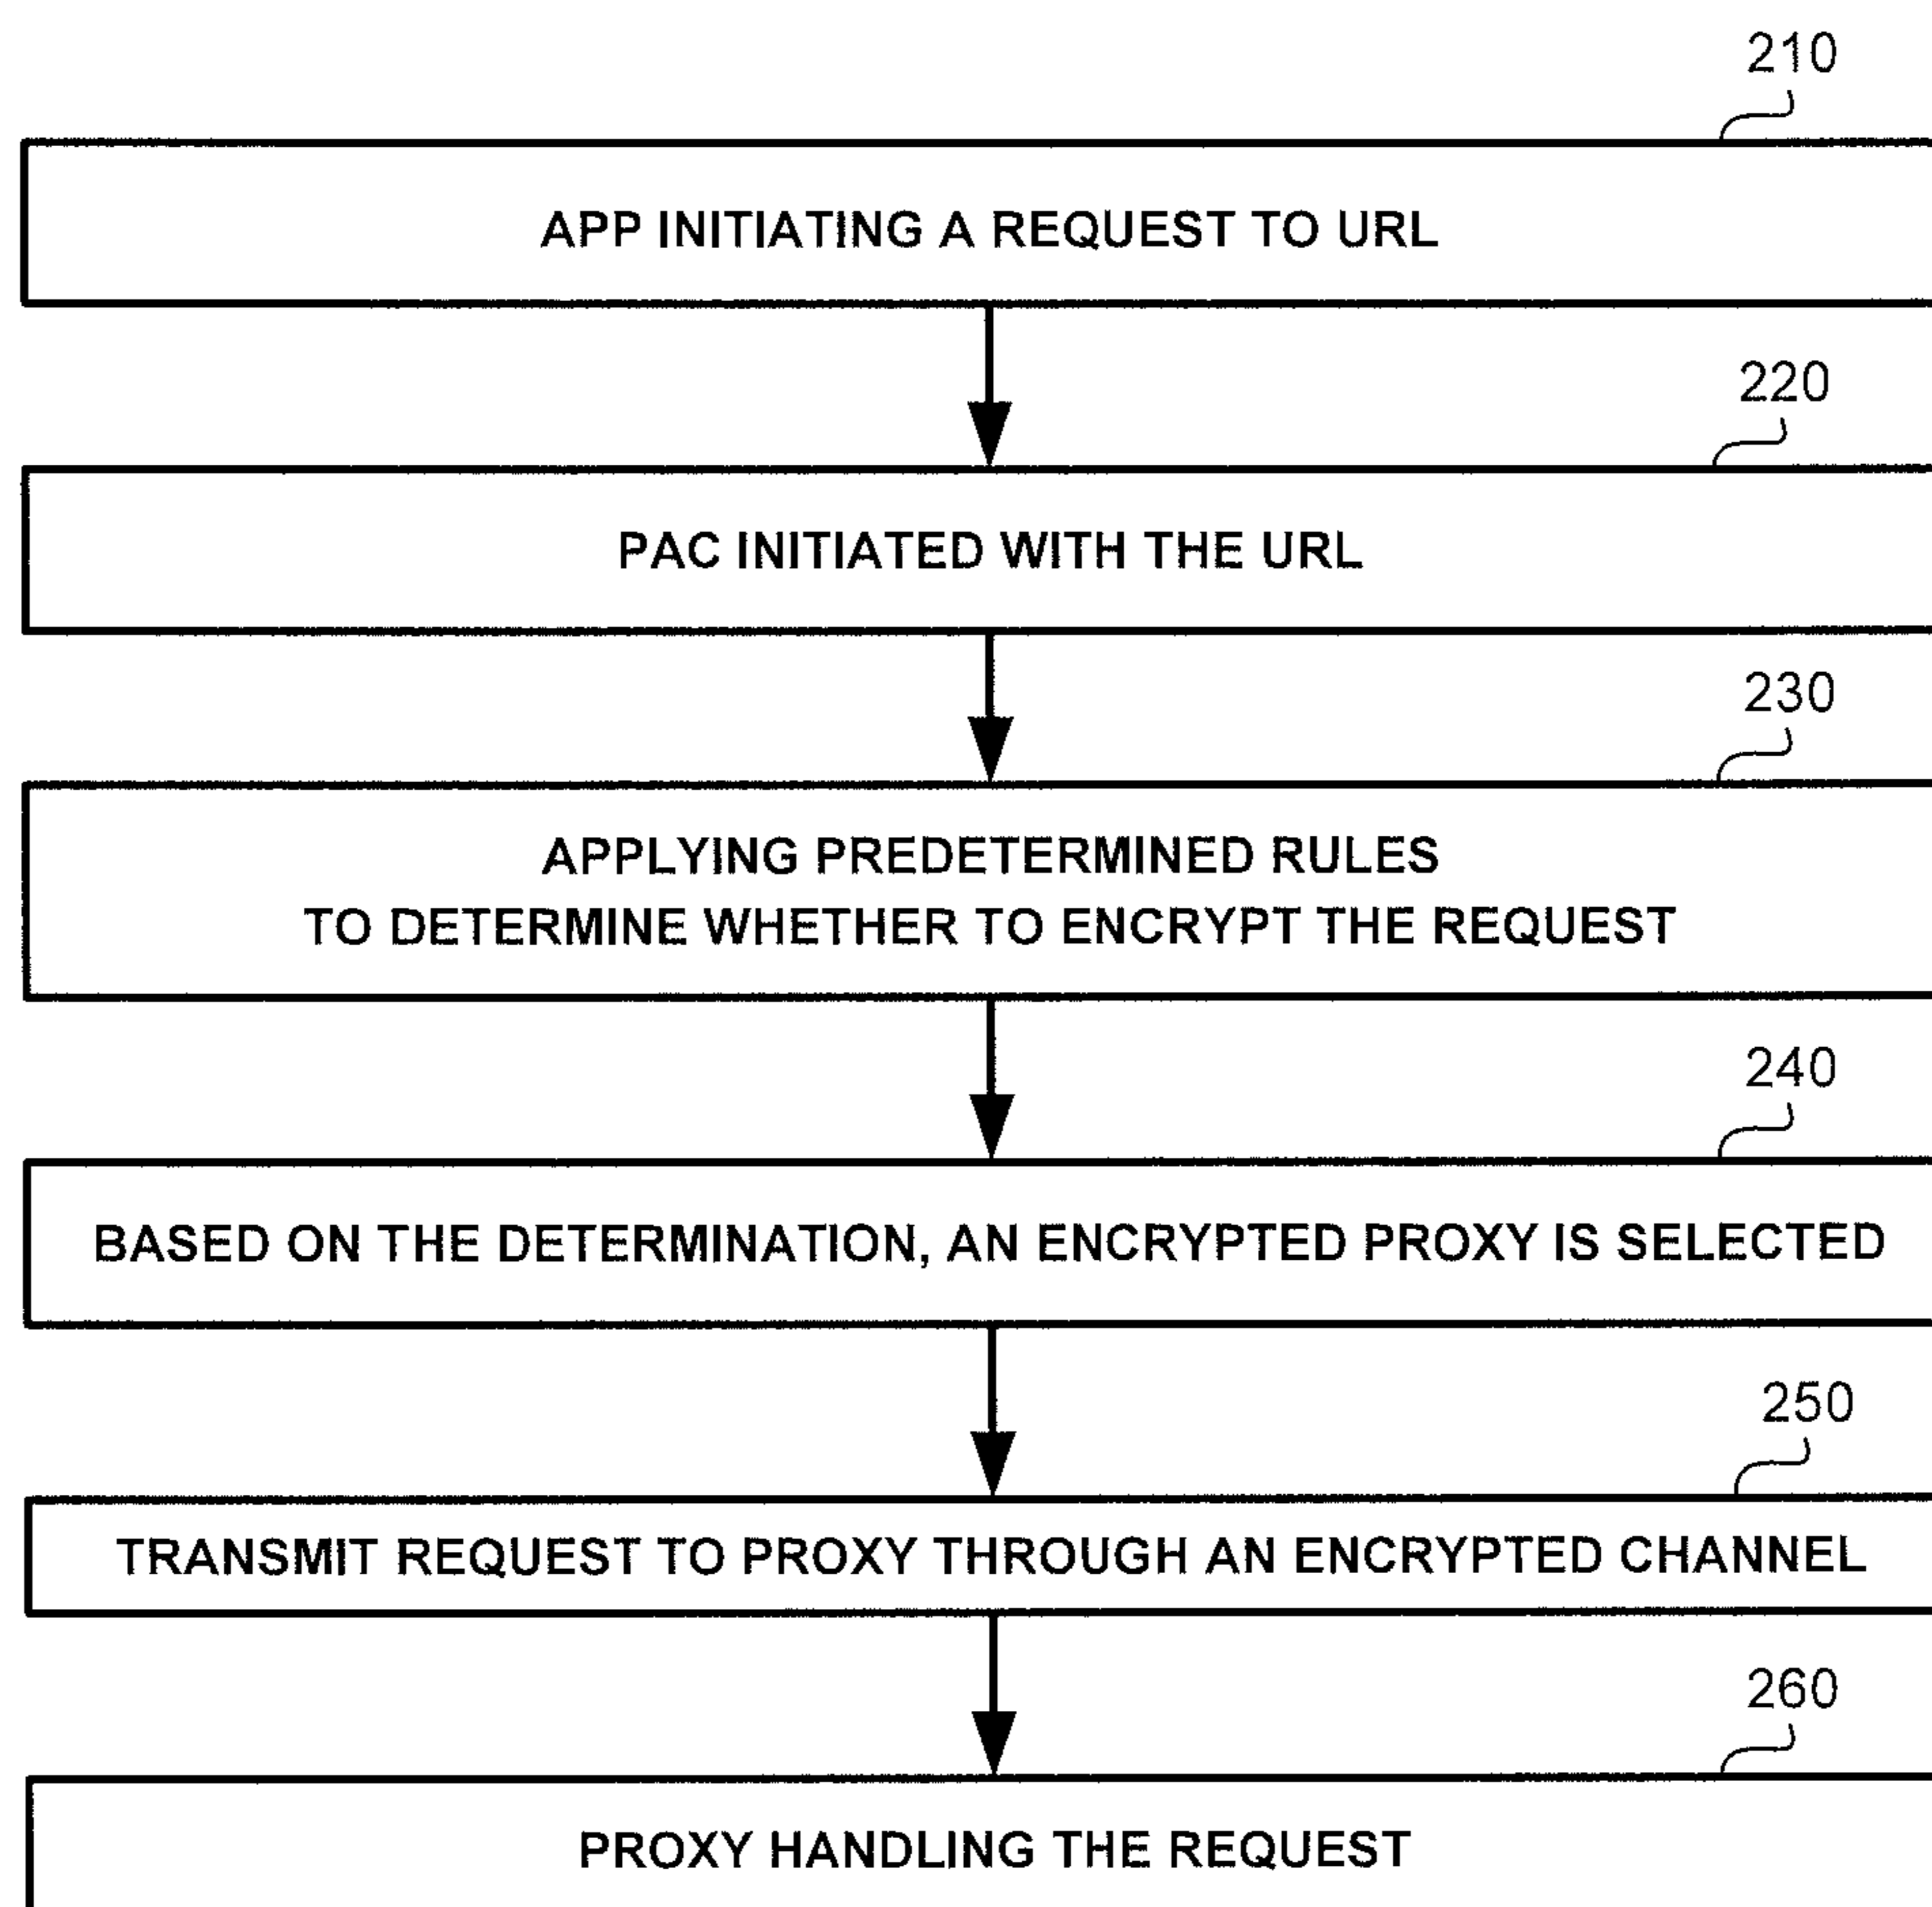 210
APP INITIATING A REQUEST TO URL
220
PAC INITIATED WITH THE URL
230
APPLYING PREDETERMINED RULES
TO DETERMINE WHETHER TO ENCRYPT THE REQUEST
240
BASED ON THE DETERMINATION, AN ENCRYPTED PROXY IS SELECTED
250
TRANSMIT REQUEST TO PROXY THROUGH AN ENCRYPTED CHANNEL
260
PROXY HANDLING THE REQUEST